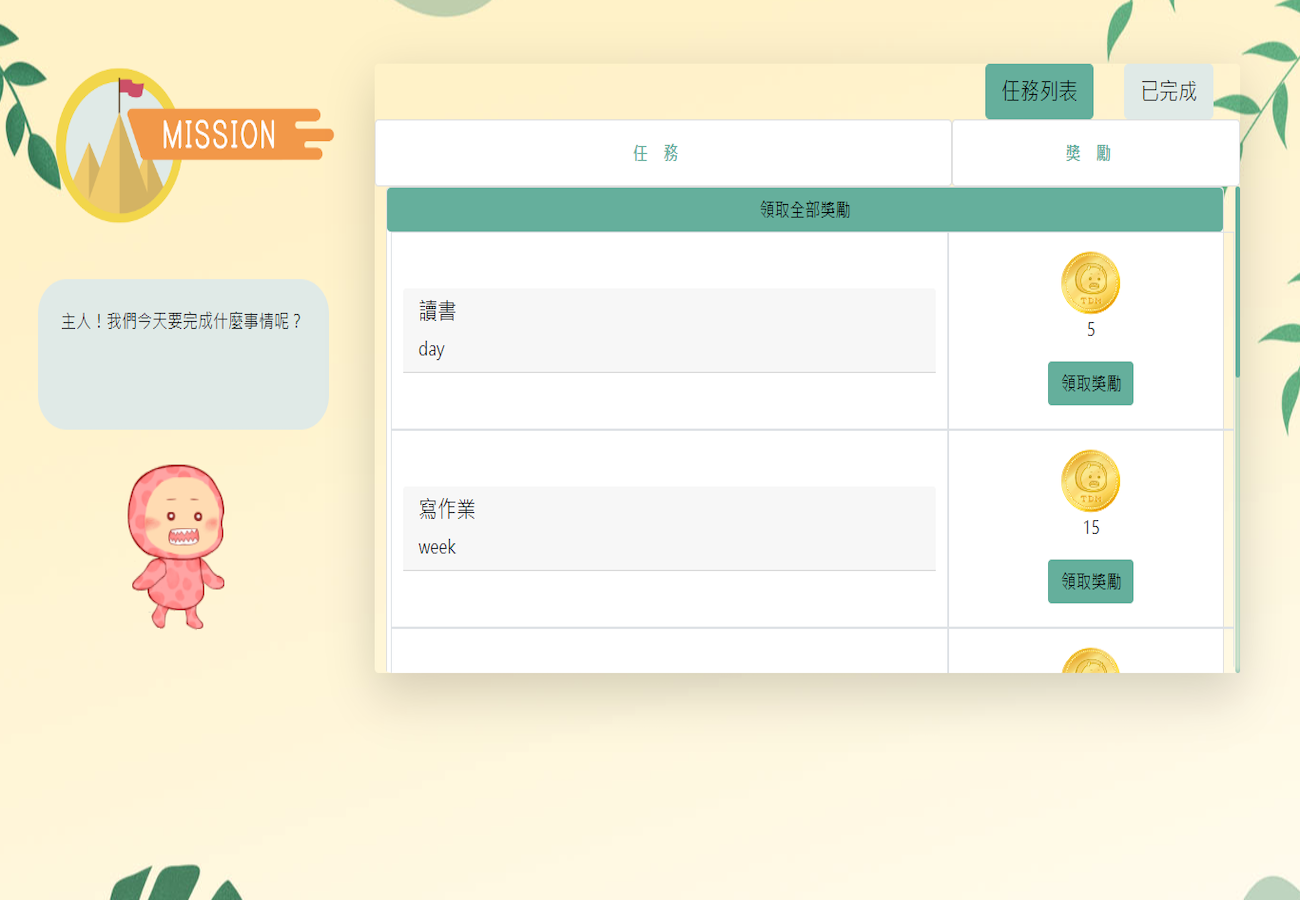 MISSION
主人！我們今天要完成什麼事情呢？
任務列表
已完成
任 務
獎 勵
領取全部獎勵
讀書
day
TDM
5
領取獎勵
寫作業
week
TDM
15
領取獎勵